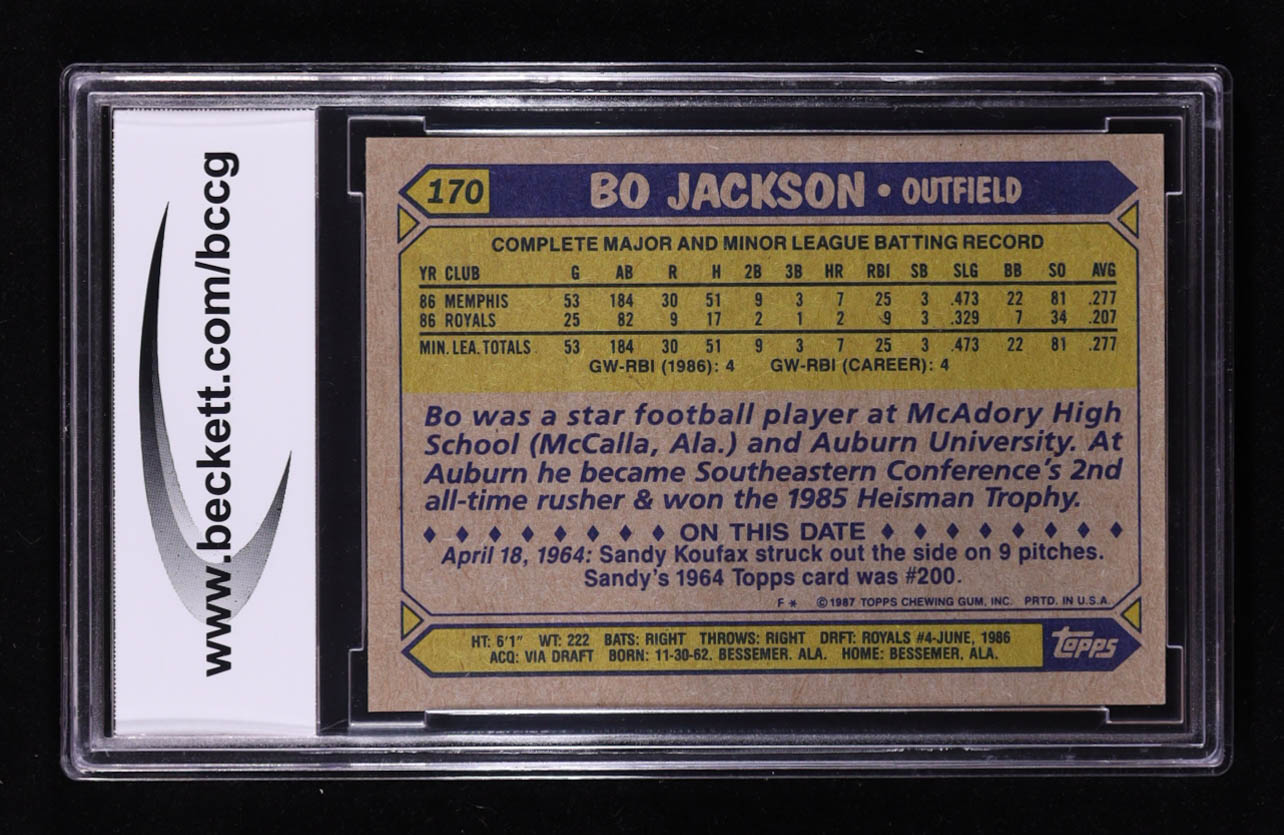 www.beckett.com/bccg
170 BO JACKSON • OUTFIELD
COMPLETE MAJOR AND MINOR LEAGUE BATTING RECORD
YR CLUB G AB R H 2B 3B HR RBI SB SLG BB SO AVG
86 MEMPHIS 53 184 30 51 9 3 7 25 3 .473 22 81 .277
86 ROYALS 25 82 9 17 2 1 2 9 3 .329 7 34 .207
MIN. LEA. TOTALS 53 184 30 51 9 3 7 25 3 .473 22 81 .277
GW-RBI (1986): 4 GW-RBI (CAREER): 4
Bo was a star football player at McAdory High
School (McCalla, Ala.) and Auburn University. At
Auburn he became Southeastern Conference's 2nd
all-time rusher & won the 1985 Heisman Trophy.
♦ ♦ ♦ ♦ ♦ ♦ ♦ ♦ ON THIS DATE ♦ ♦ ♦ ♦ ♦ ♦ ♦ ♦
April 18, 1964: Sandy Koufax struck out the side on 9 pitches.
Sandy's 1964 Topps card was #200.
F * ©1987 TOPPS CHEWING GUM, INC. PRTD. IN U.S.A.
HT: 6'1" WT: 222 BATS: RIGHT THROWS: RIGHT DRFT: ROYALS #4-JUNE, 1986
ACQ: VIA DRAFT BORN: 11-30-62, BESSEMER, ALA. HOME: BESSEMER, ALA.
topps